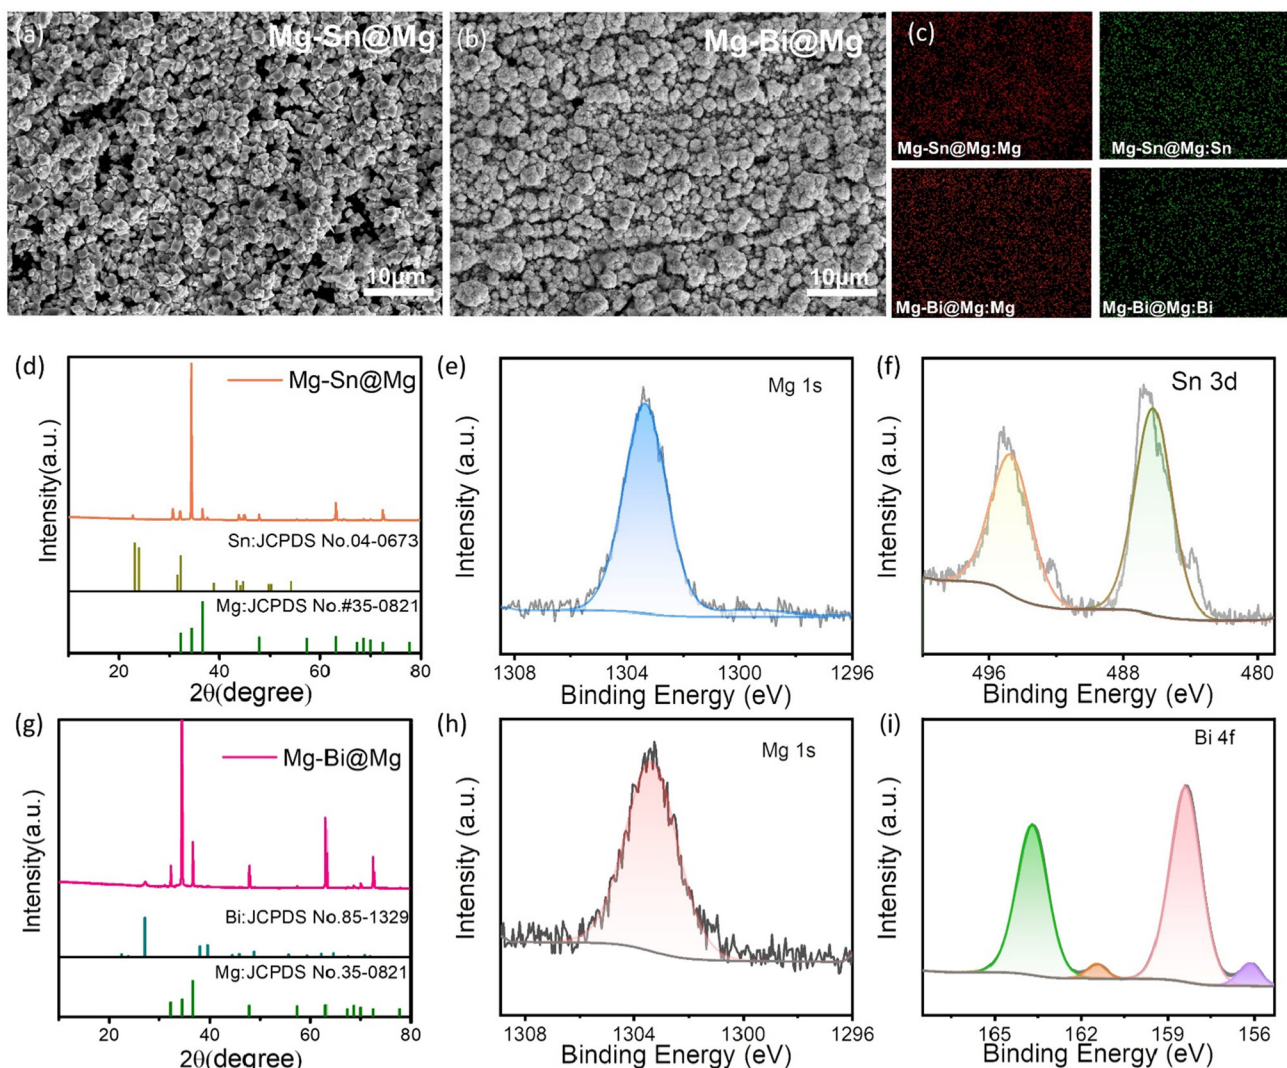 (a)
Mg-Sn@Mg
10μm
(b)
Mg-Bi@Mg
10μm
(c)
Mg-Sn@Mg:Mg
Mg-Sn@Mg:Sn
Mg-Bi@Mg:Mg
Mg-Bi@Mg:Bi
(d)
Mg-Sn@Mg
Sn:JCPDS No.04-0673
Mg:JCPDS No.#35-0821
Intensity(a.u.)
20 40 60 80
2θ(degree)
(e)
Mg 1s
Intensity (a.u.)
1308 1304 1300 1296
Binding Energy (eV)
(f)
Sn 3d
Intensity (a.u.)
496 488 480
Binding Energy (eV)
(g)
Mg-Bi@Mg
Bi:JCPDS No.85-1329
Mg:JCPDS No.35-0821
Intensity(a.u.)
20 40 60 80
2θ(degree)
(h)
Mg 1s
Intensity (a.u.)
1308 1304 1300 1296
Binding Energy (eV)
(i)
Bi 4f
Intensity (a.u.)
165 162 159 156
Binding Energy (eV)